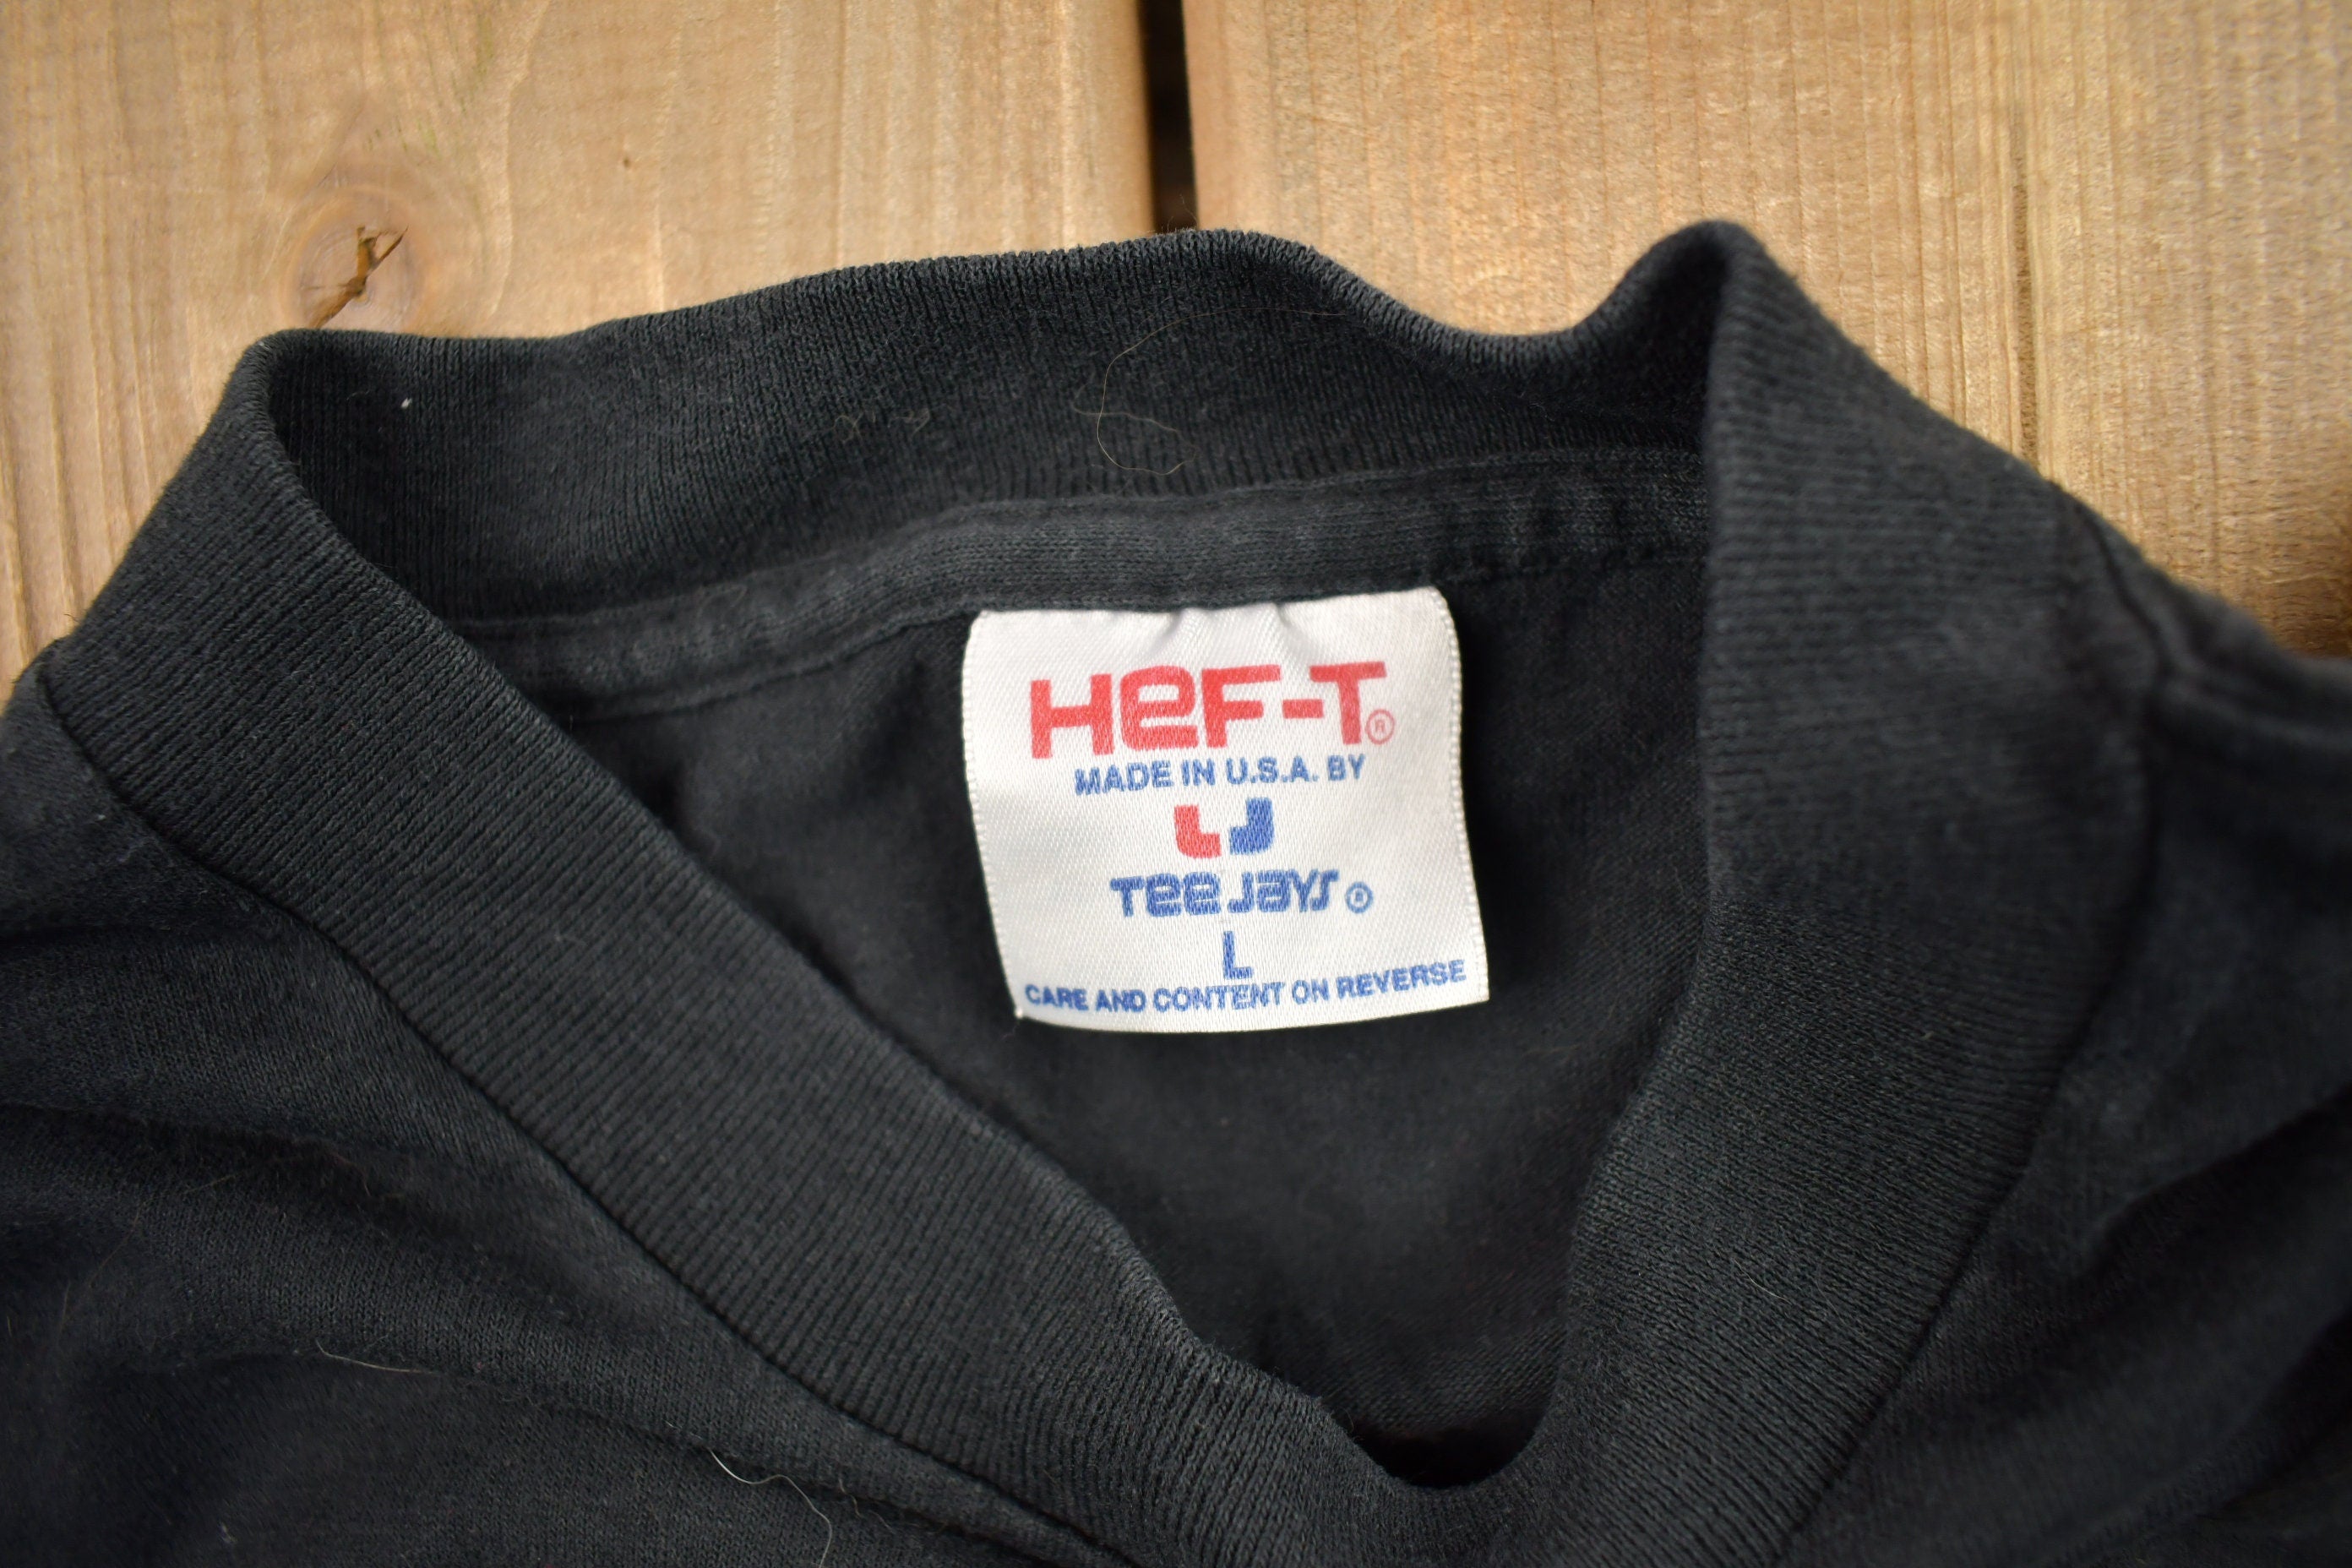 HeF-T®
MADE IN U.S.A. BY
TEE JAYS®
L
CARE AND CONTENT ON REVERSE